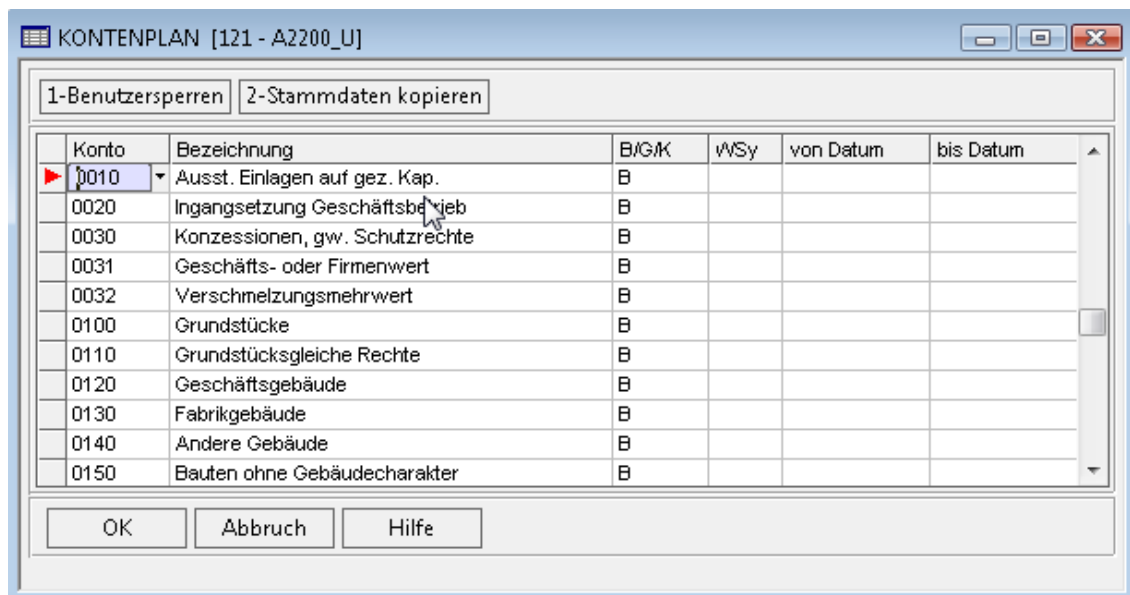 KONTENPLAN [121 - A2200_U]
1-Benutzersperren 2-Stammdaten kopieren
Konto Bezeichnung B/G/K WSy von Datum bis Datum
0010 Ausst. Einlagen auf gez. Kap. B
0020 Ingangsetzung Geschäftsbetrieb B
0030 Konzessionen, gw. Schutzrechte B
0031 Geschäfts- oder Firmenwert B
0032 Verschmelzungsmehrwert B
0100 Grundstücke B
0110 Grundstücksgleiche Rechte B
0120 Geschäftsgebäude B
0130 Fabrikgebäude B
0140 Andere Gebäude B
0150 Bauten ohne Gebäudecharakter B
OK Abbruch Hilfe